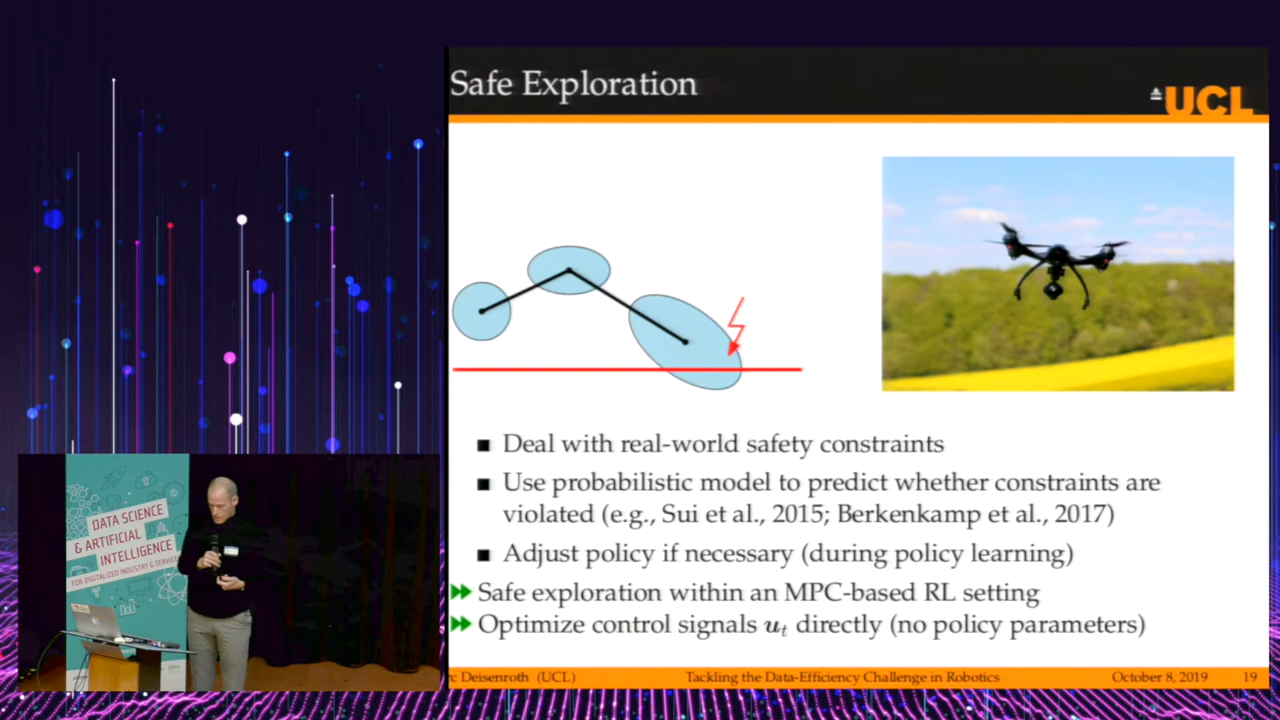 Safe Exploration
UCL
■ Deal with real-world safety constraints
■ Use probabilistic model to predict whether constraints are
violated (e.g., Sui et al., 2015; Berkenkamp et al., 2017)
■ Adjust policy if necessary (during policy learning)
Safe exploration within an MPC-based RL setting
Optimize control signals uₜ directly (no policy parameters)
c Deisenroth (UCL) Tackling the Data-Efficiency Challenge in Robotics October 8, 2019 19
DATA SCIENCE
& ARTIFICIAL
INTELLIGENCE
FOR DIGITALIZED INDUSTRY & SERVICE